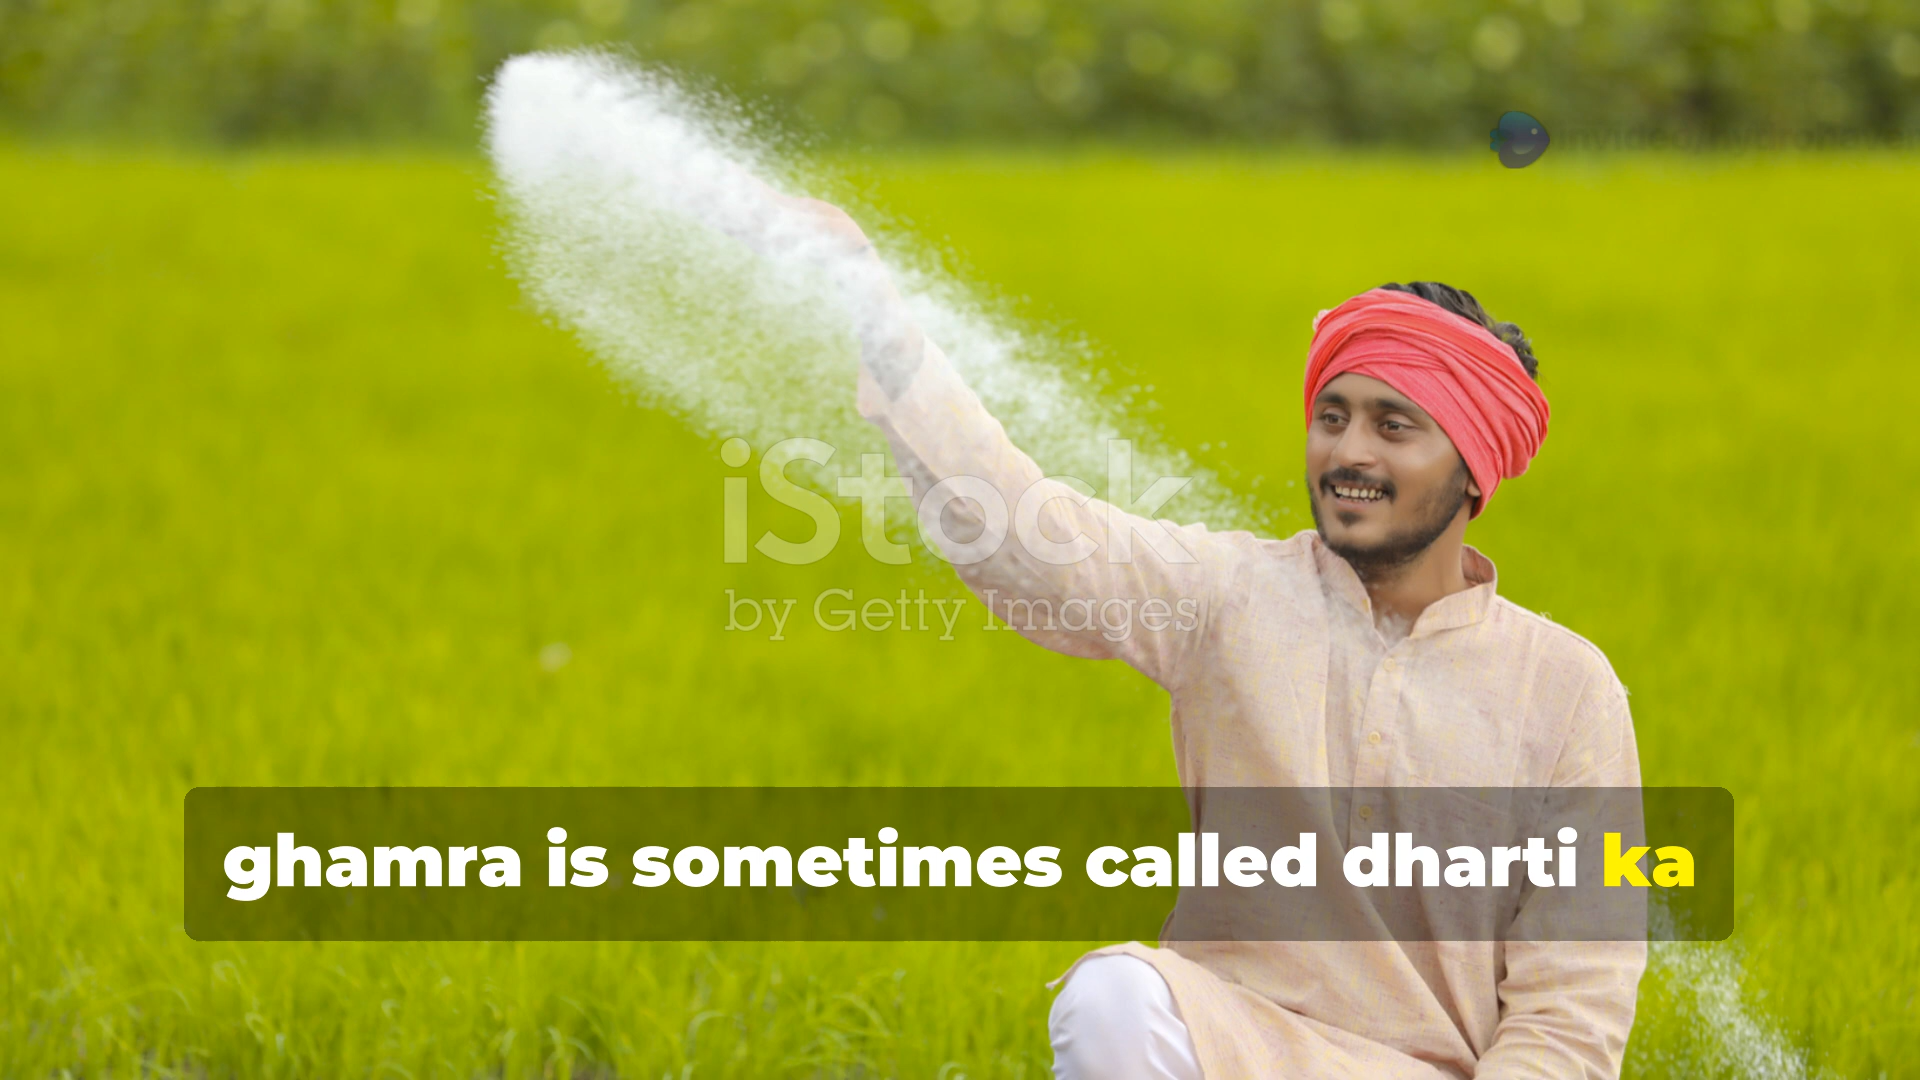 iStock
by Getty Images
ghamra is sometimes called dharti ka